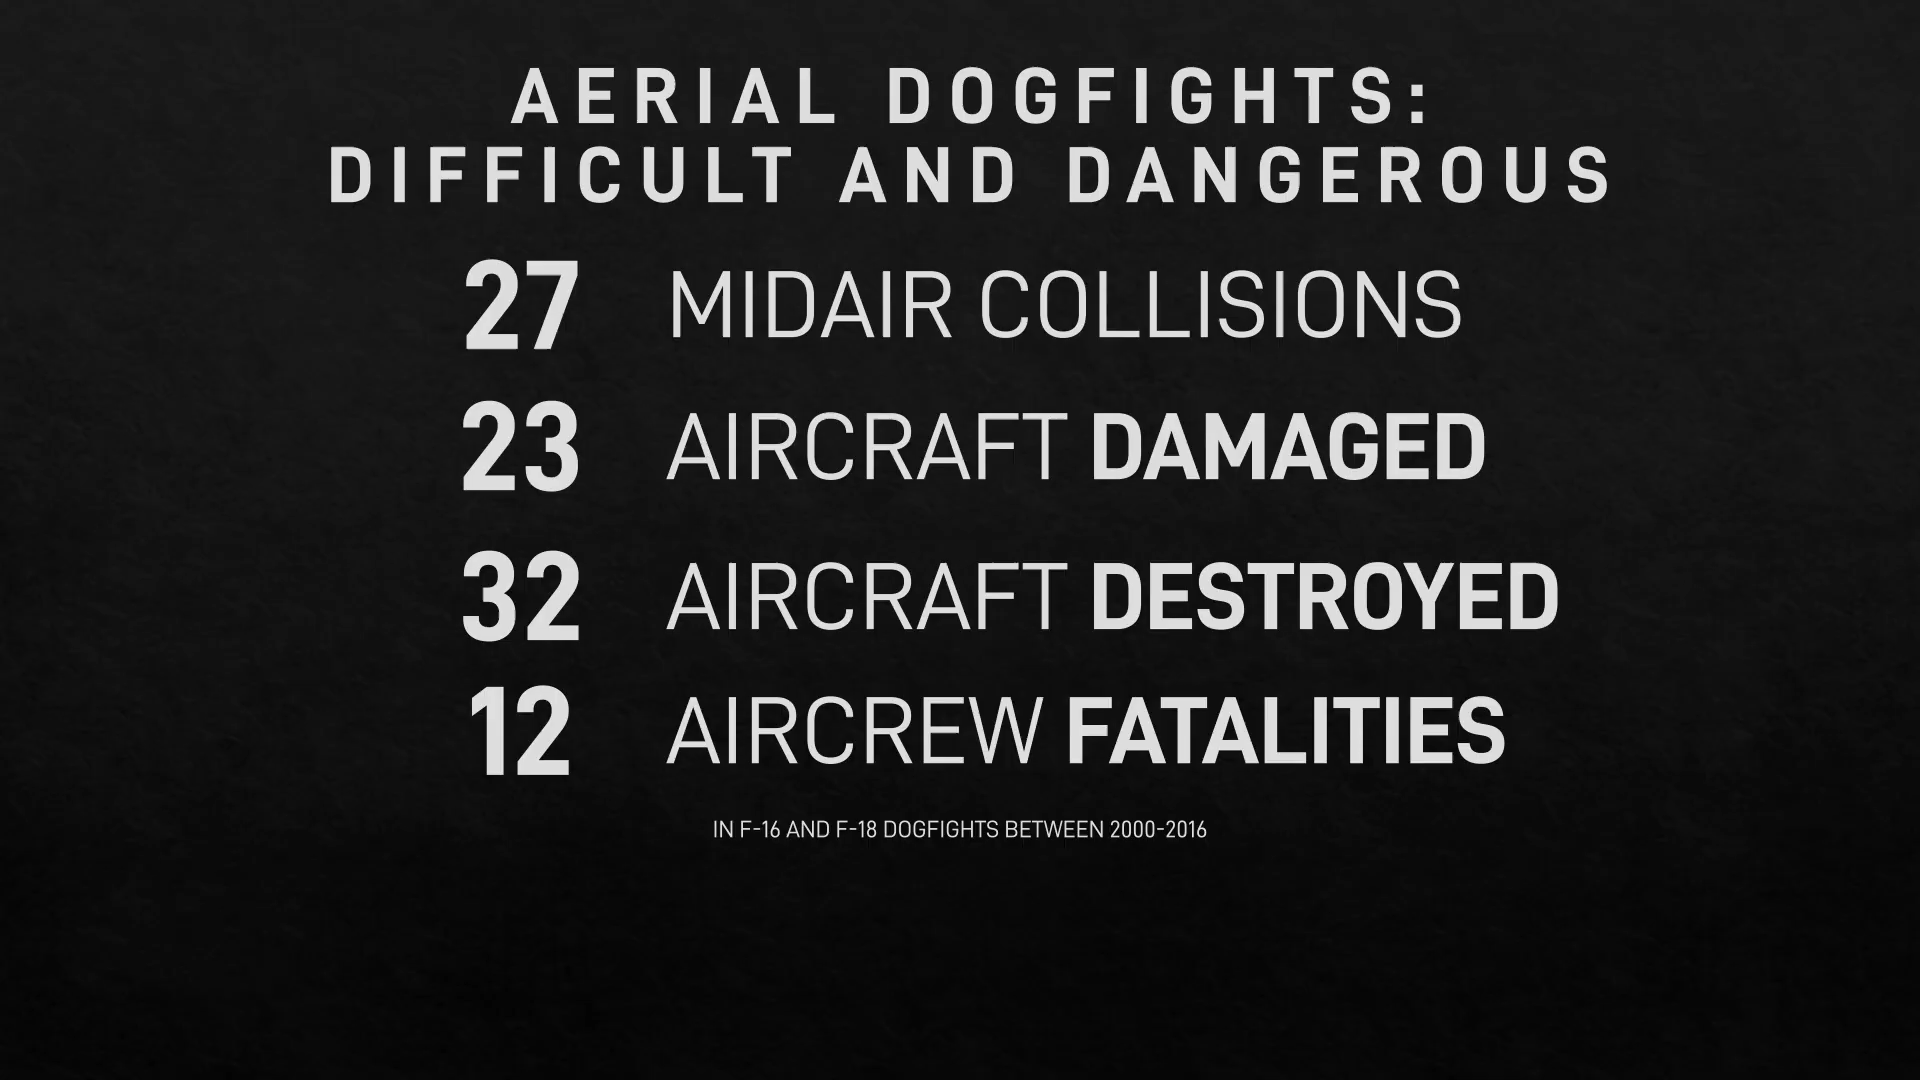 AERIAL DOGFIGHTS:
DIFFICULT AND DANGEROUS
27 MIDAIR COLLISIONS
23 AIRCRAFT DAMAGED
32 AIRCRAFT DESTROYED
12 AIRCREW FATALITIES
IN F-16 AND F-18 DOGFIGHTS BETWEEN 2000-2016